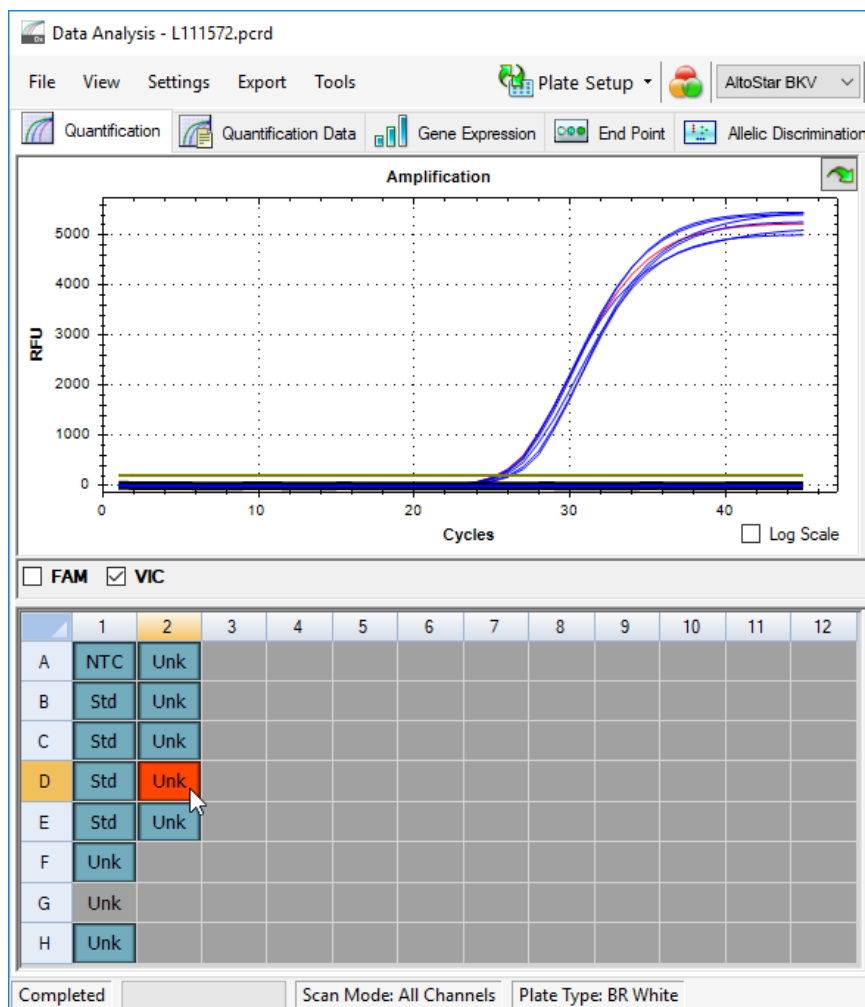 Data Analysis - L111572.pcrd
File View Settings Export Tools Plate Setup AltoStar BKV
Quantification Quantification Data Gene Expression End Point Allelic Discrimination
Amplification
5000
4000
3000
2000
1000
0
RFU
0 10 20 30 40
Cycles
Log Scale
FAM VIC
1 2 3 4 5 6 7 8 9 10 11 12
A NTC Unk
B Std Unk
C Std Unk
D Std Unk
E Std Unk
F Unk
G Unk
H Unk
Completed Scan Mode: All Channels Plate Type: BR White